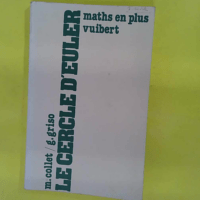 maths en plus
vuibert
LE CERCLE D'EULER
m. collet / g. griso